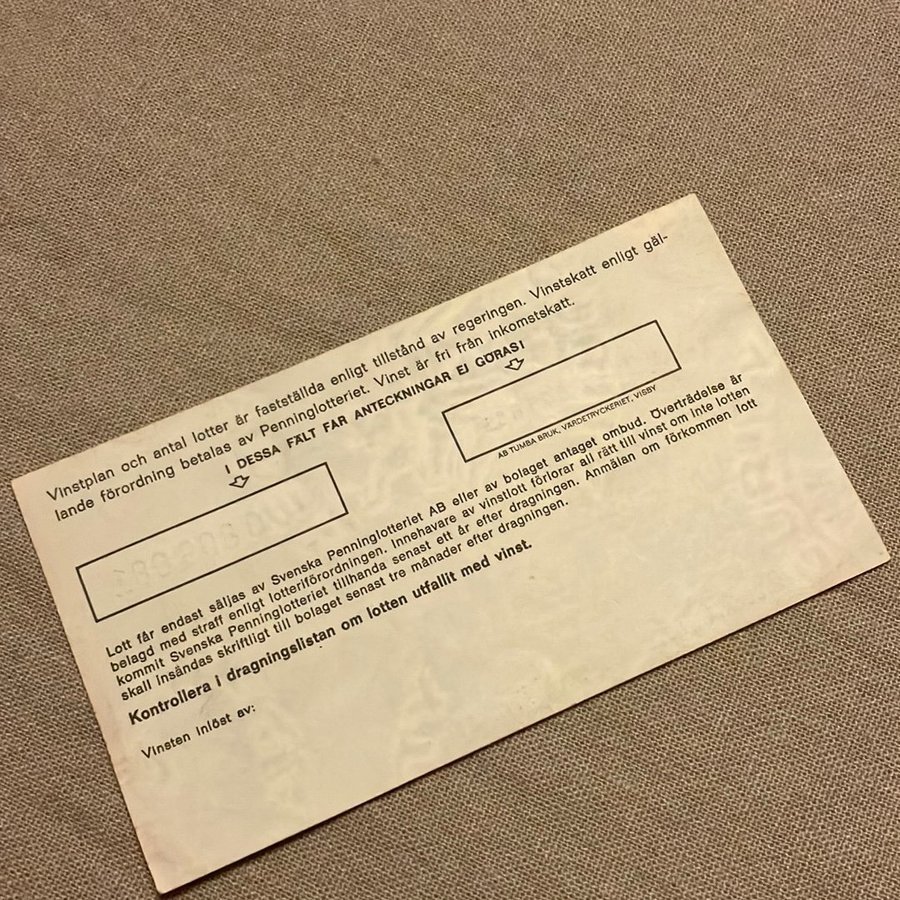 Vinstplan och antal lotter är fastställda enligt tillstånd av regeringen. Vinstskatt enligt gäl-
lande förordning betalas av Penninglotteriet. Vinst är fri från inkomstskatt.
I DESSA FÄLT FÅR ANTECKNINGAR EJ GÖRAS!
AB TUMBA BRUK, VÄRDETRYCKERIET, VISBY
Lott får endast säljas av Svenska Penninglotteriet AB eller av bolaget antaget ombud. Överträdelse är
belagd med straff enligt lotteriförordningen. Innehavare av vinstlott förlorar all rätt till vinst om inte lotten
kommit Svenska Penninglotteriet tillhanda senast ett år efter dragningen. Anmälan om förkommen lott
skall insändas skriftligt till bolaget senast tre månader efter dragningen.
Kontrollera i dragningslistan om lotten utfallit med vinst.
Vinsten inlöst av: